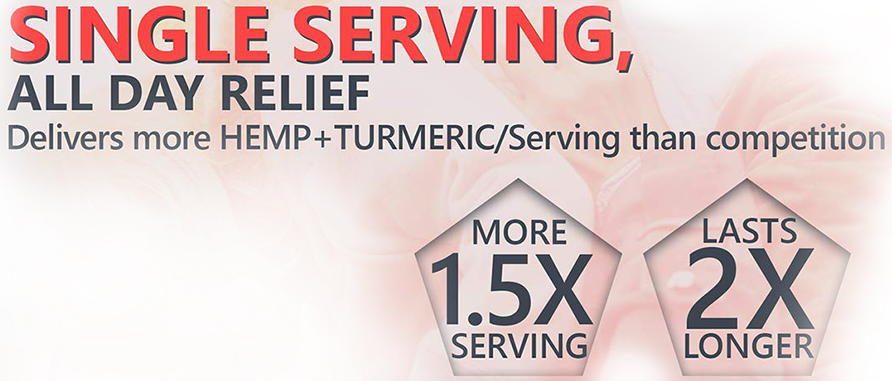 SINGLE SERVING,
ALL DAY RELIEF
Delivers more HEMP+TURMERIC/Serving than competition
MORE
1.5X
SERVING
LASTS
2X
LONGER